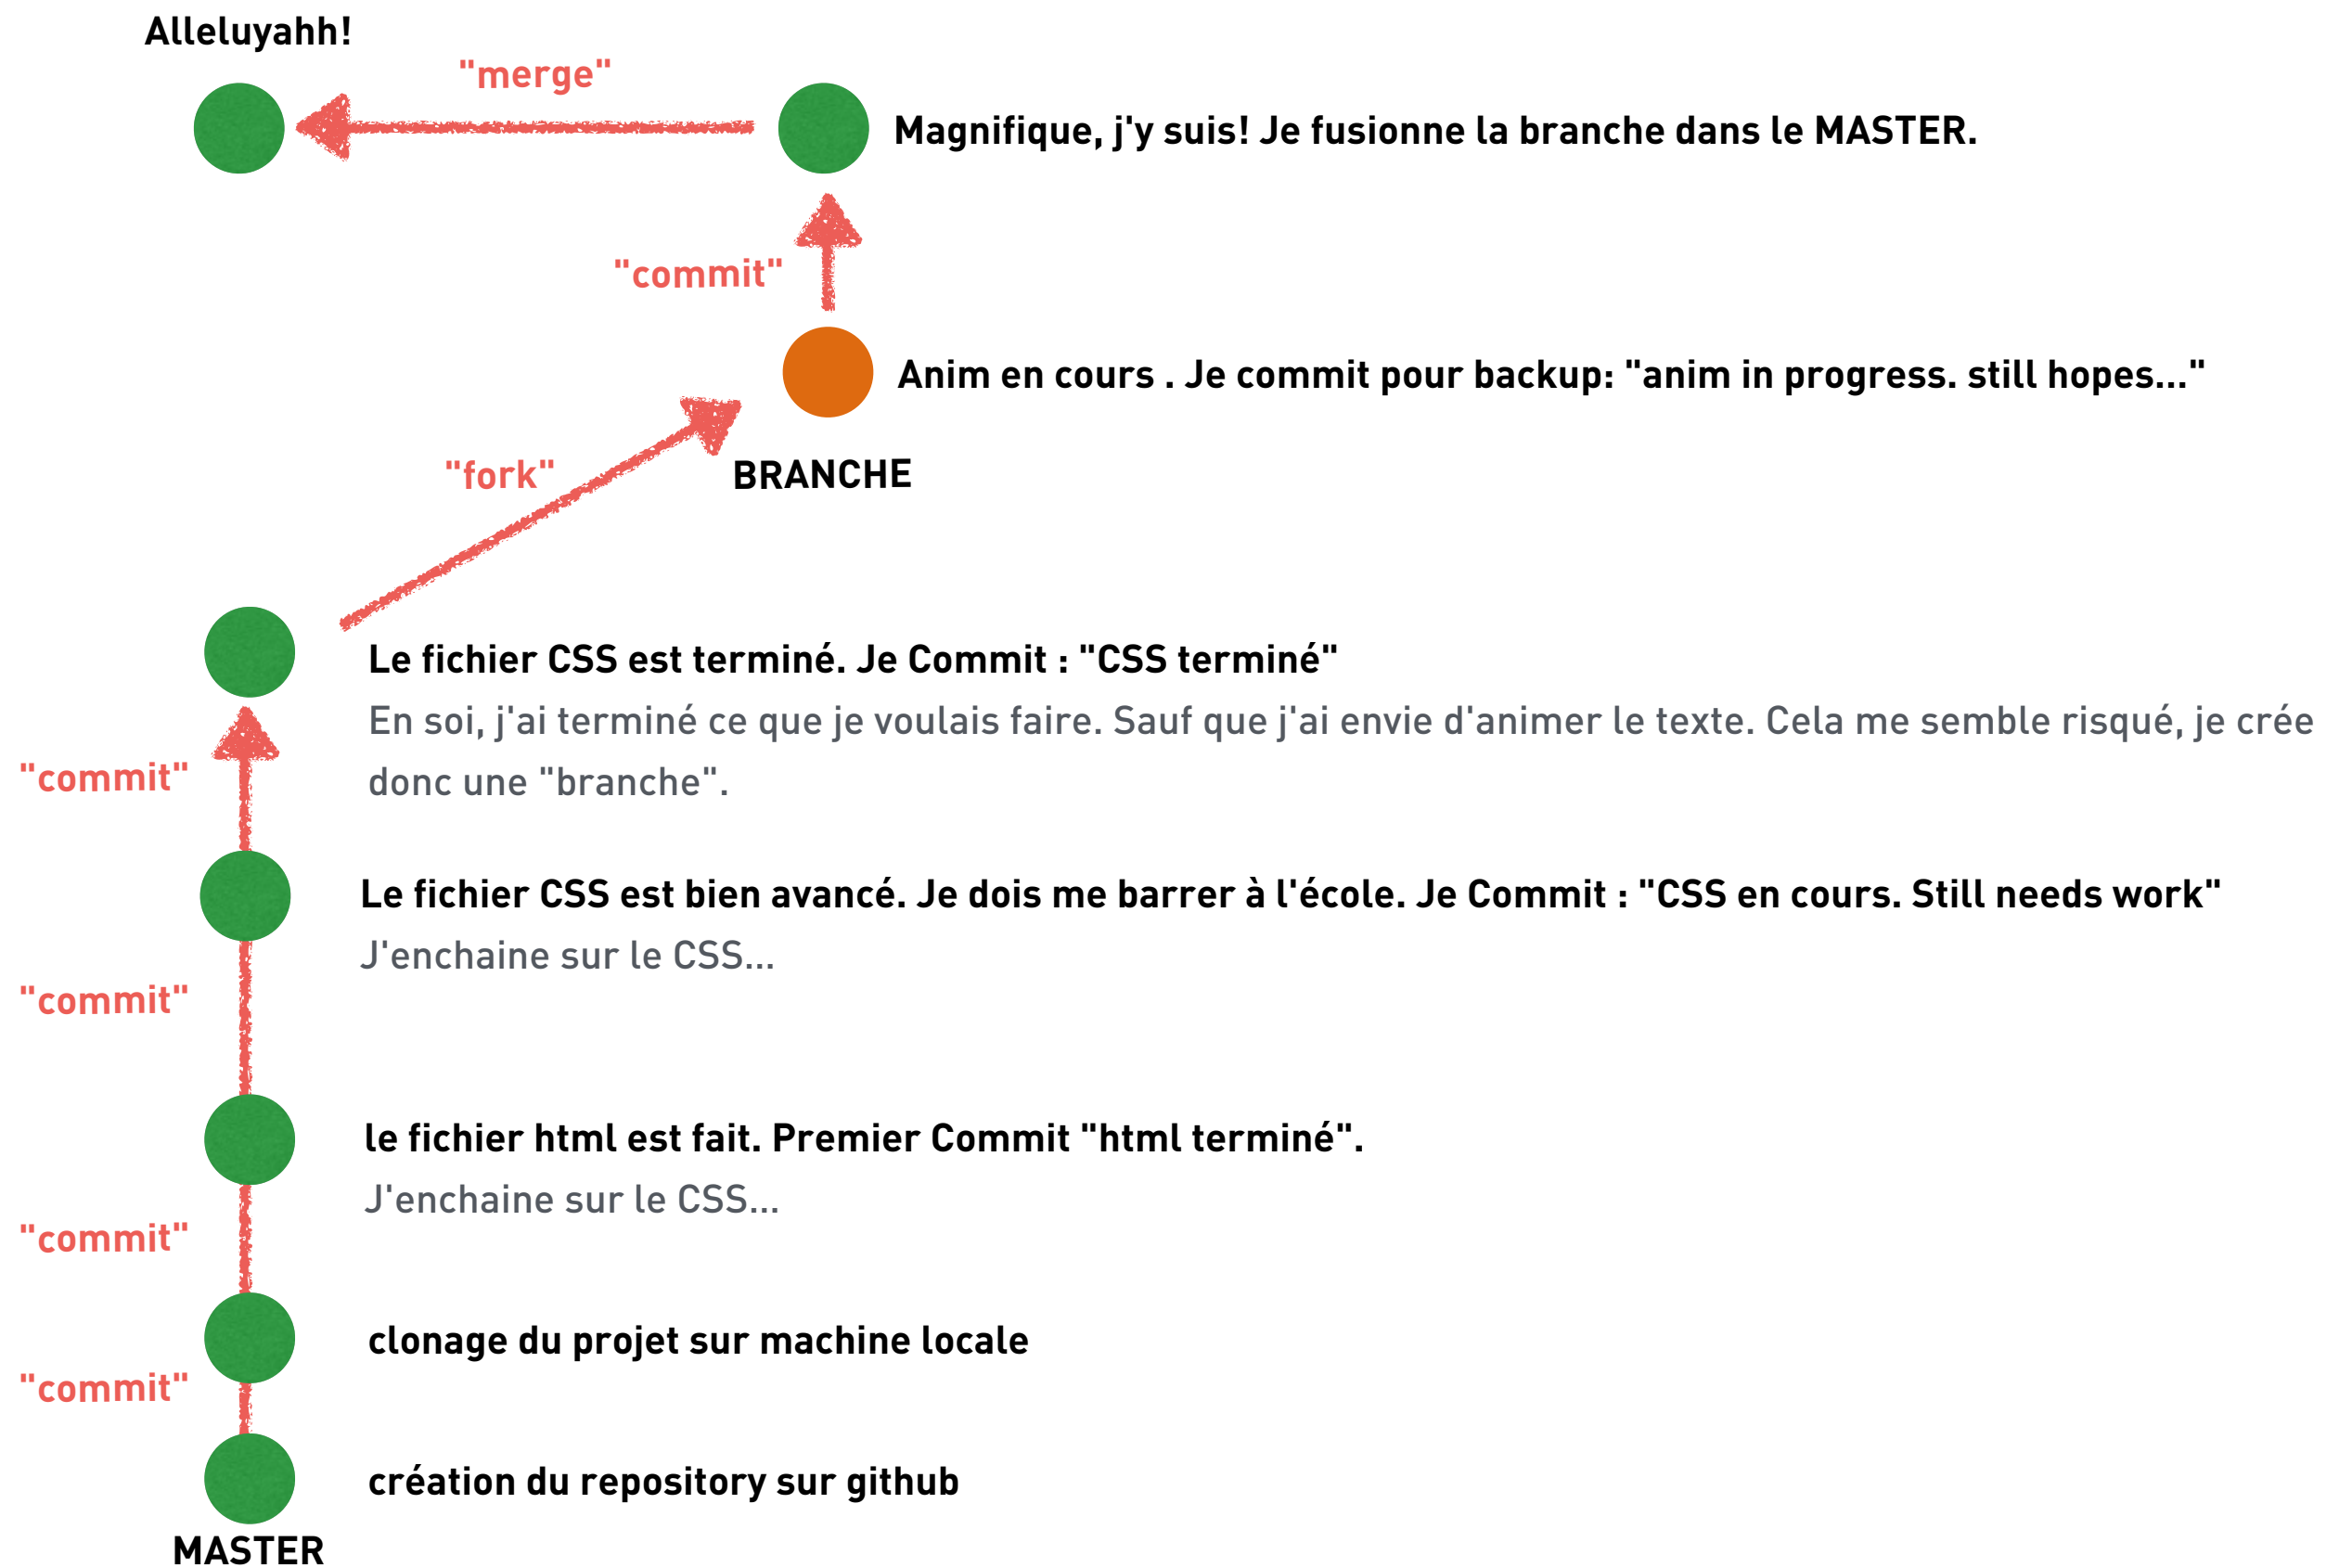 Alleluyahh!
"merge"
Magnifique, j'y suis! Je fusionne la branche dans le MASTER.
"commit"
Anim en cours . Je commit pour backup: "anim in progress. still hopes..."
"fork"
BRANCHE
Le fichier CSS est terminé. Je Commit : "CSS terminé"
En soi, j'ai terminé ce que je voulais faire. Sauf que j'ai envie d'animer le texte. Cela me semble risqué, je crée
donc une "branche".
"commit"
Le fichier CSS est bien avancé. Je dois me barrer à l'école. Je Commit : "CSS en cours. Still needs work"
J'enchaine sur le CSS...
"commit"
le fichier html est fait. Premier Commit "html terminé".
J'enchaine sur le CSS...
"commit"
clonage du projet sur machine locale
"commit"
création du repository sur github
MASTER